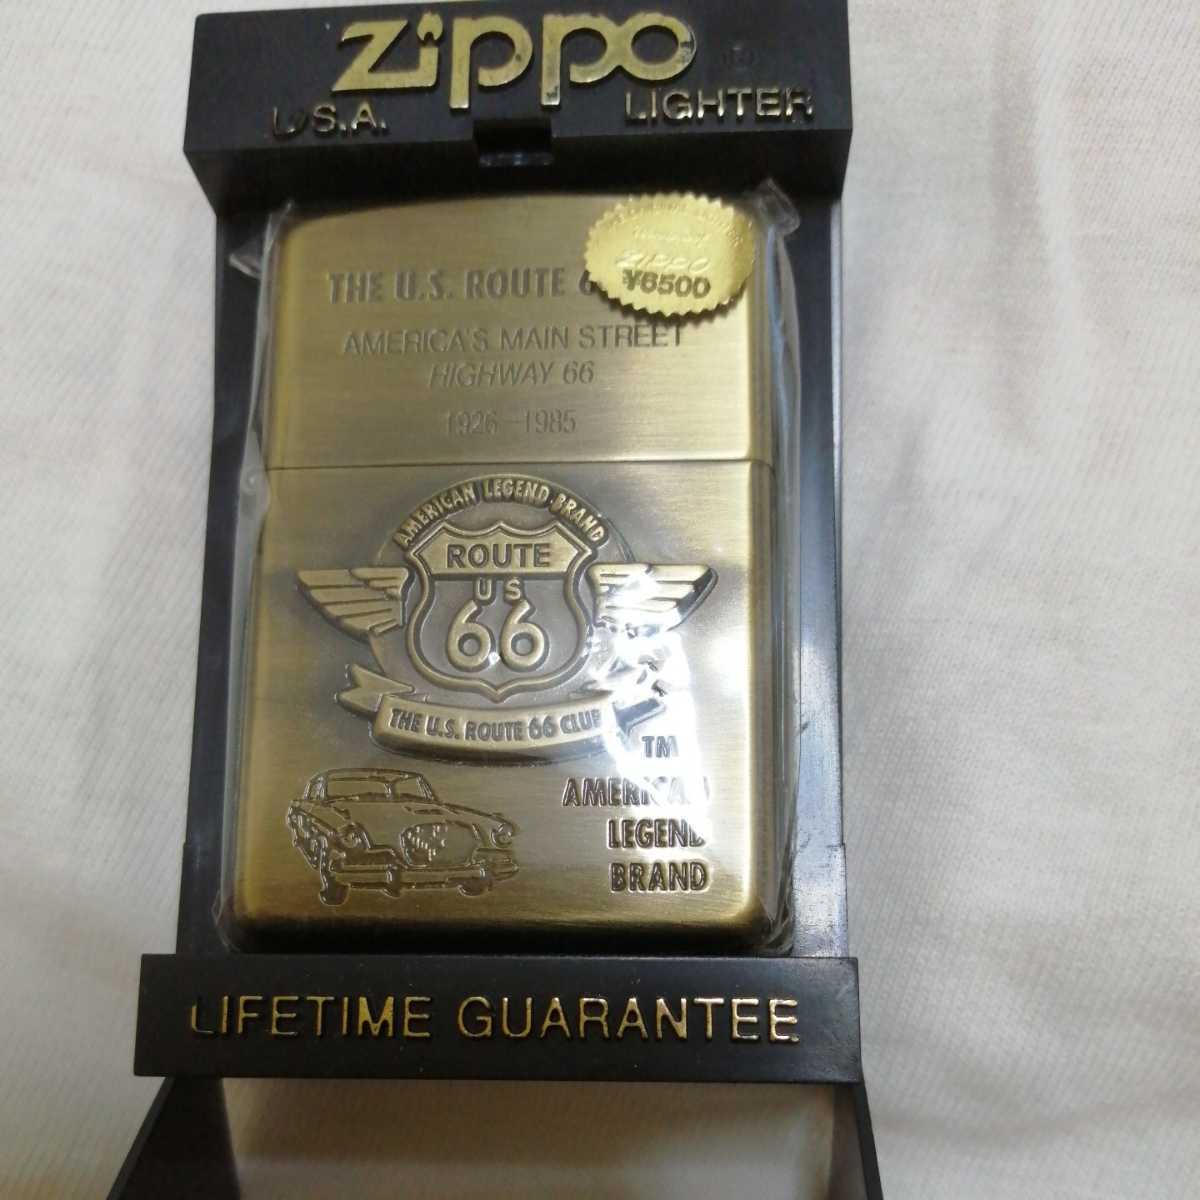 zippo
U.S.A. LIGHTER
THE U.S. ROUTE
zippo
¥6500
AMERICA'S MAIN STREET
HIGHWAY 66
1926-1985
AMERICAN LEGEND BRAND
ROUTE
US
66
THE U.S. ROUTE 66 CLUB
TM
AMERICAN
LEGEND
BRAND
LIFETIME GUARANTEE